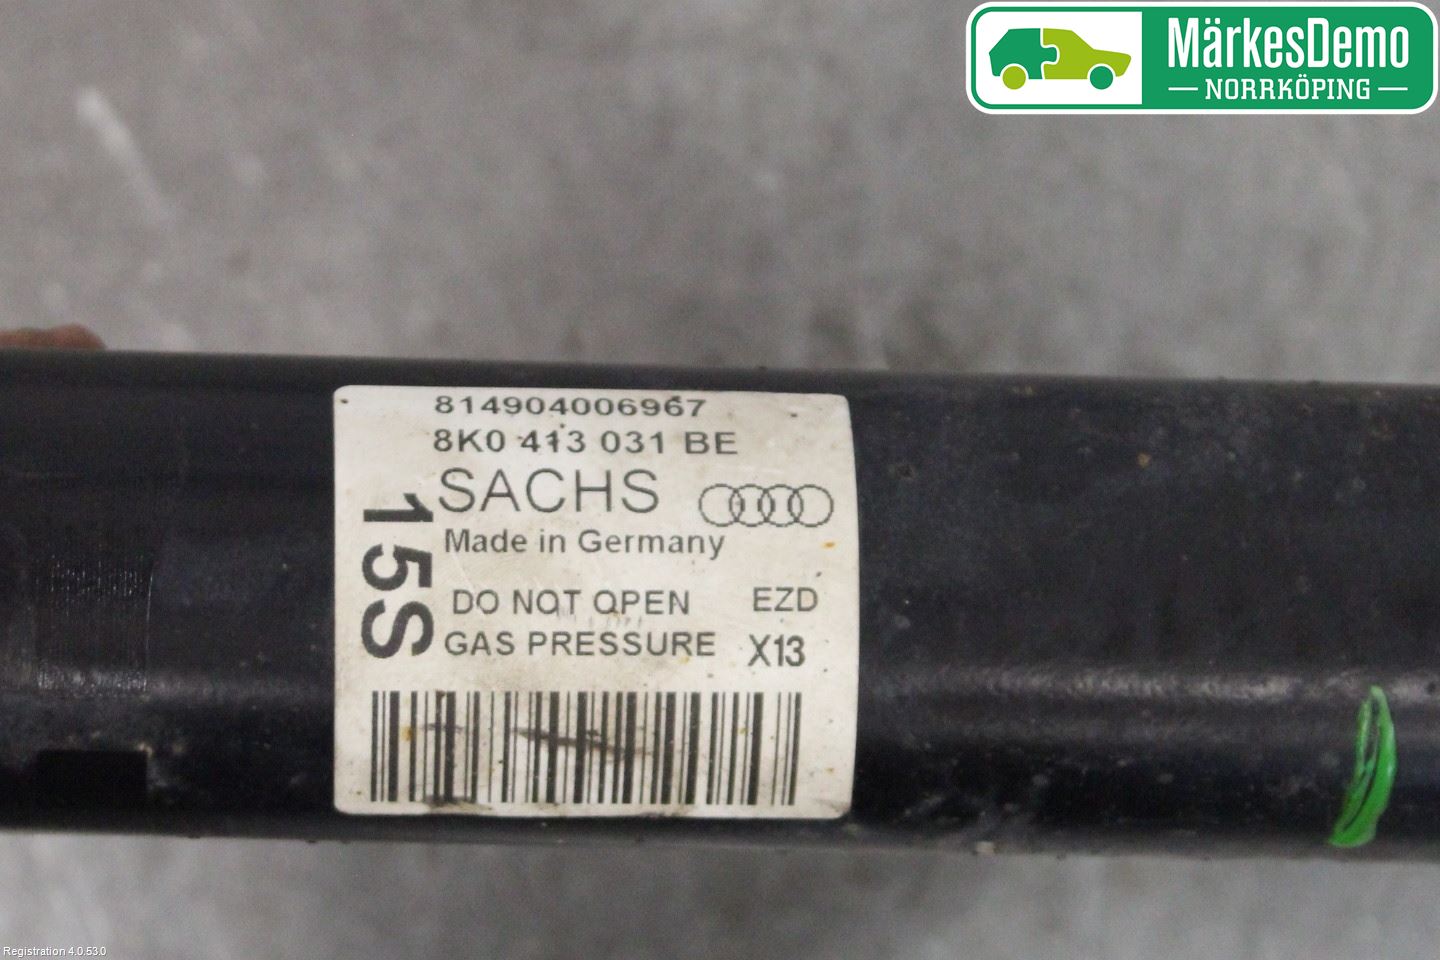 MärkesDemo
NORRKÖPING
814904006967
8K0 413 031 BE
SACHS
Made in Germany
15S
DO NOT OPEN EZD
GAS PRESSURE X13
Registration 4.0.53.0